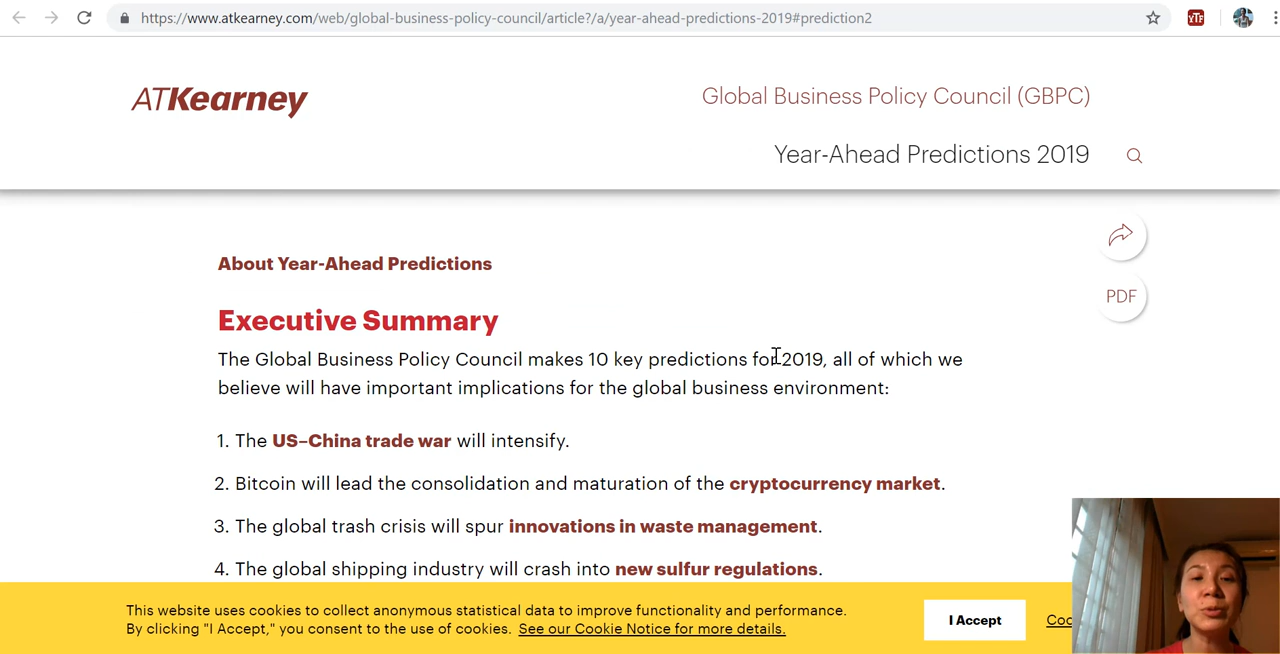 https://www.atkearney.com/web/global-business-policy-council/article?/a/year-ahead-predictions-2019#prediction2
YTF
ATKearney
Global Business Policy Council (GBPC)
Year-Ahead Predictions 2019
About Year-Ahead Predictions
Executive Summary
The Global Business Policy Council makes 10 key predictions for 2019, all of which we
believe will have important implications for the global business environment:
1. The US–China trade war will intensify.
2. Bitcoin will lead the consolidation and maturation of the cryptocurrency market.
3. The global trash crisis will spur innovations in waste management.
4. The global shipping industry will crash into new sulfur regulations.
PDF
This website uses cookies to collect anonymous statistical data to improve functionality and performance.
By clicking "I Accept," you consent to the use of cookies. See our Cookie Notice for more details.
I Accept